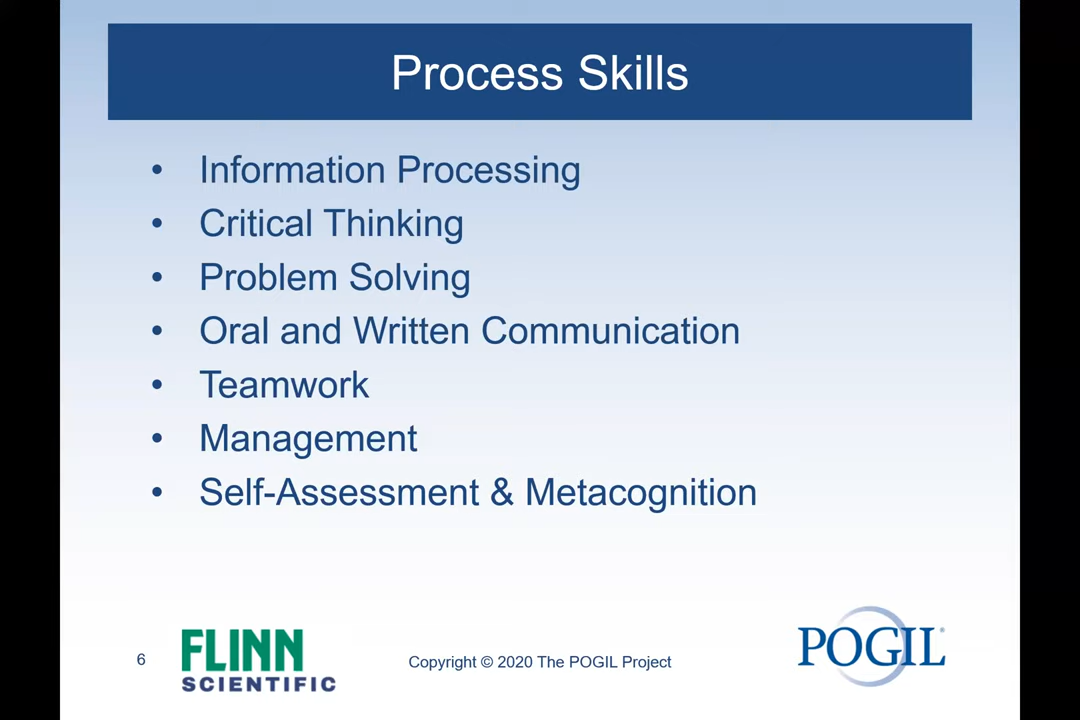 Process Skills
• Information Processing
• Critical Thinking
• Problem Solving
• Oral and Written Communication
• Teamwork
• Management
• Self-Assessment & Metacognition
6
FLINN
SCIENTIFIC
Copyright © 2020 The POGIL Project
POGIL®